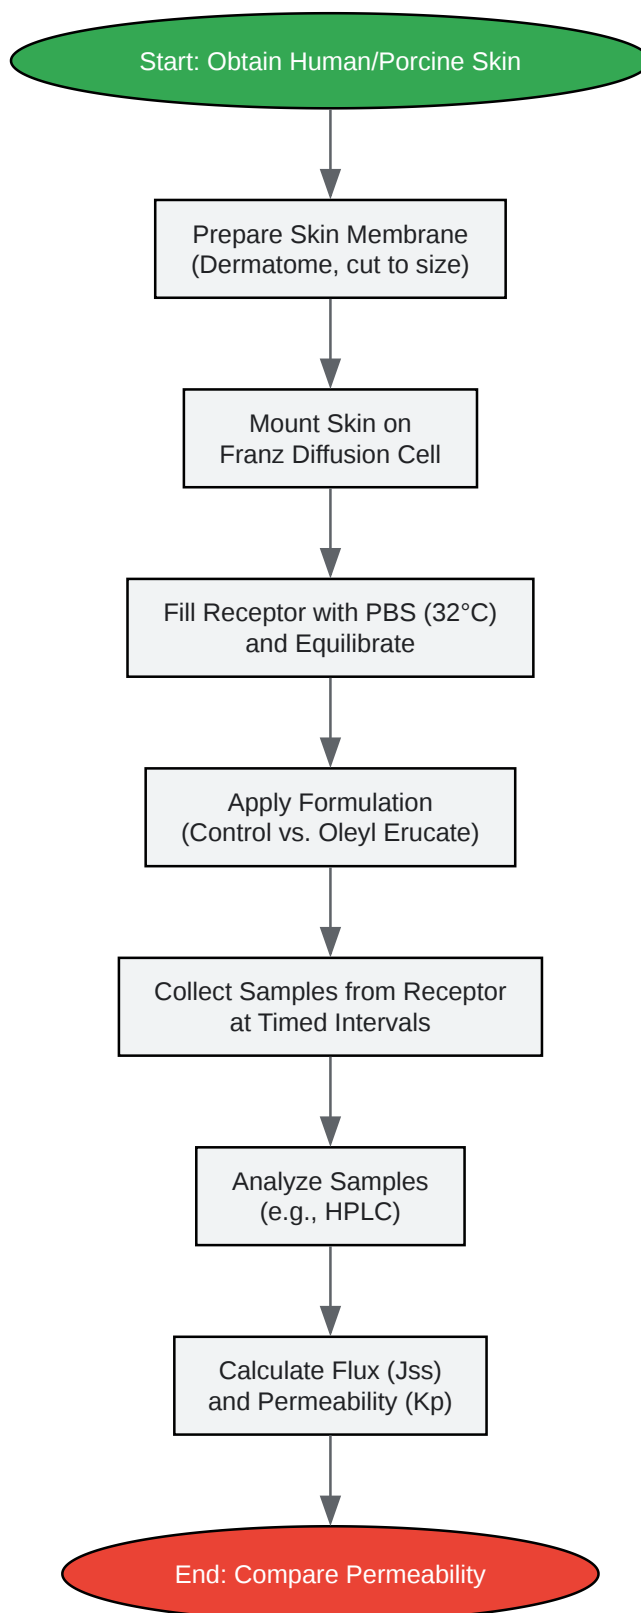 Start: Obtain Human/Porcine Skin
Prepare Skin Membrane
(Dermatome, cut to size)
Mount Skin on
Franz Diffusion Cell
Fill Receptor with PBS (32°C)
and Equilibrate
Apply Formulation
(Control vs. Oleyl Erucate)
Collect Samples from Receptor
at Timed Intervals
Analyze Samples
(e.g., HPLC)
Calculate Flux (Jss)
and Permeability (Kp)
End: Compare Permeability